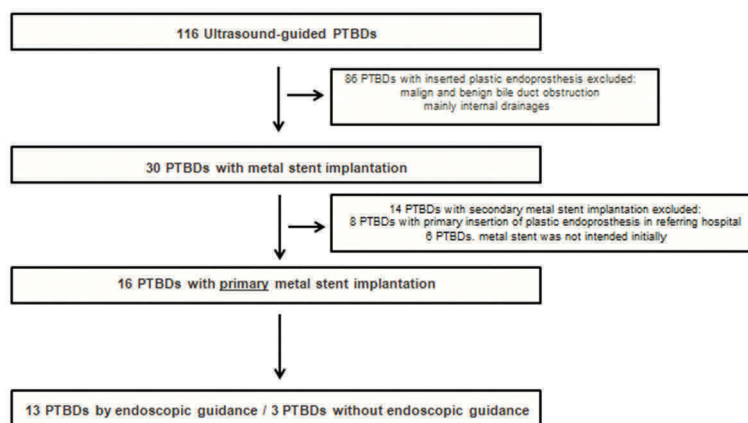 116 Ultrasound-guided PTBDs
86 PTBDs with inserted plastic endoprosthesis excluded:
malign and benign bile duct obstruction
mainly internal drainages
30 PTBDs with metal stent implantation
14 PTBDs with secondary metal stent implantation excluded:
8 PTBDs with primary insertion of plastic endoprosthesis in referring hospital
6 PTBDs. metal stent was not intended initially
16 PTBDs with primary metal stent implantation
13 PTBDs by endoscopic guidance / 3 PTBDs without endoscopic guidance